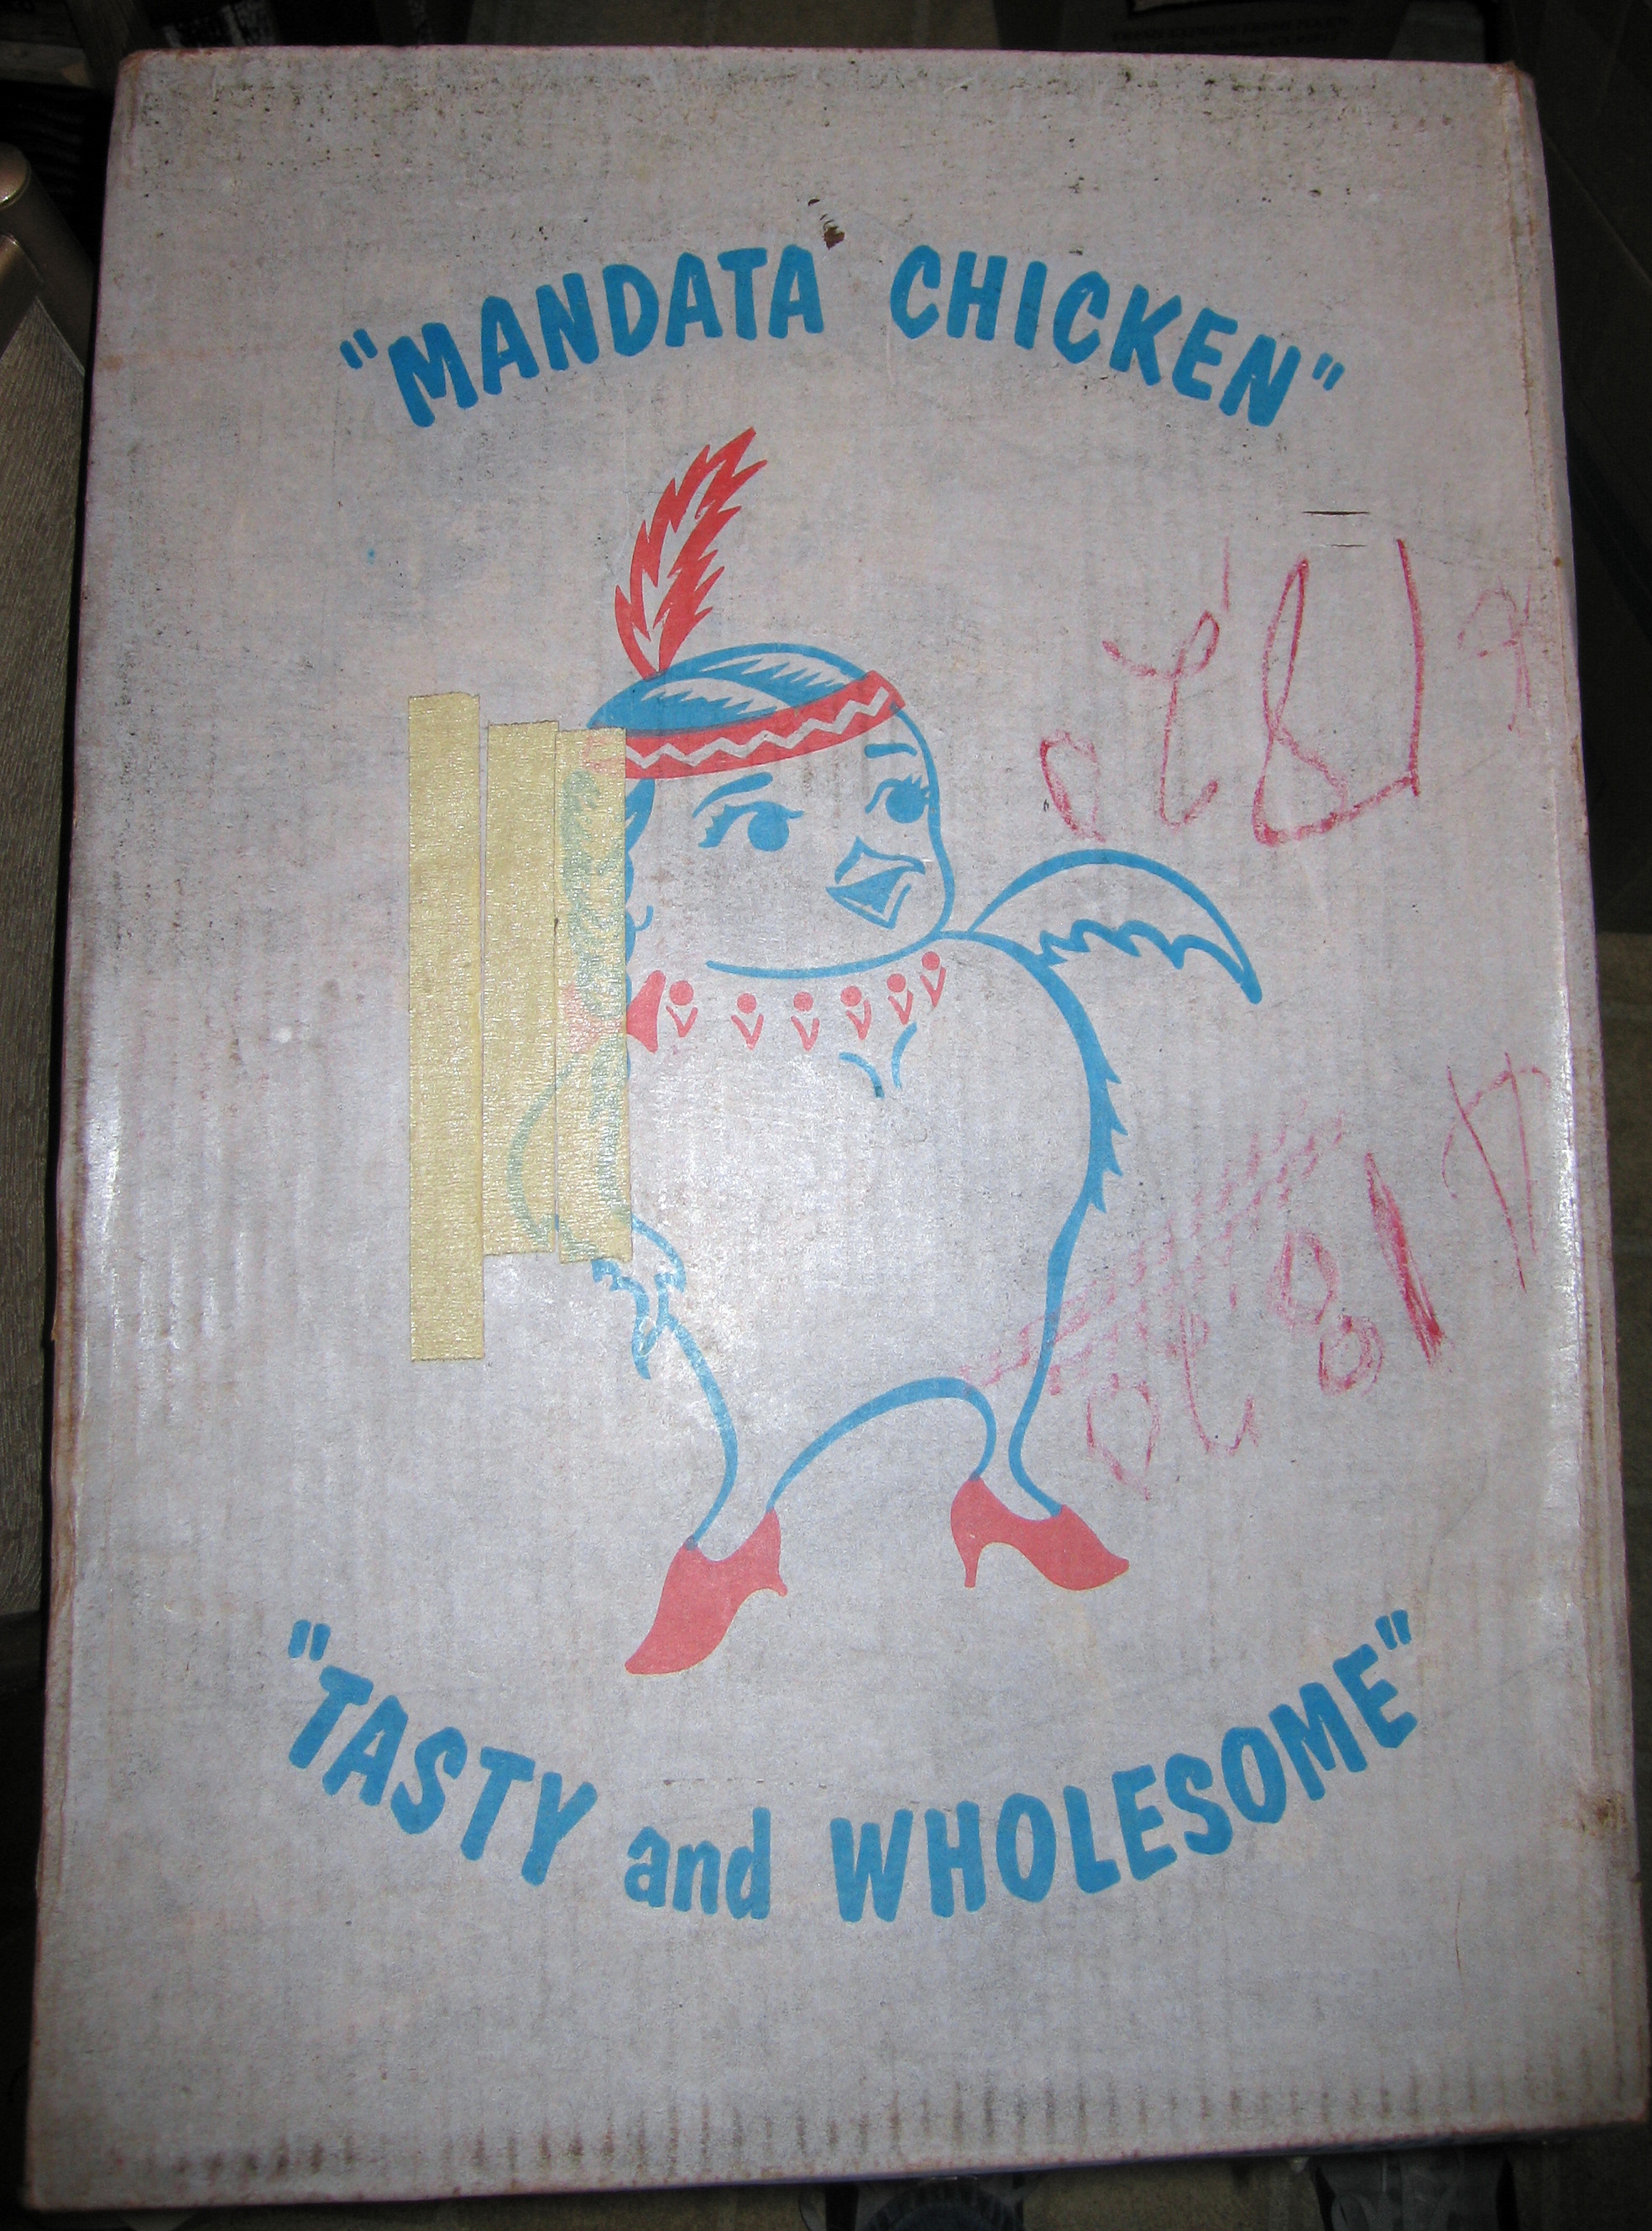 "MANDATA CHICKEN"
"TASTY and WHOLESOME"